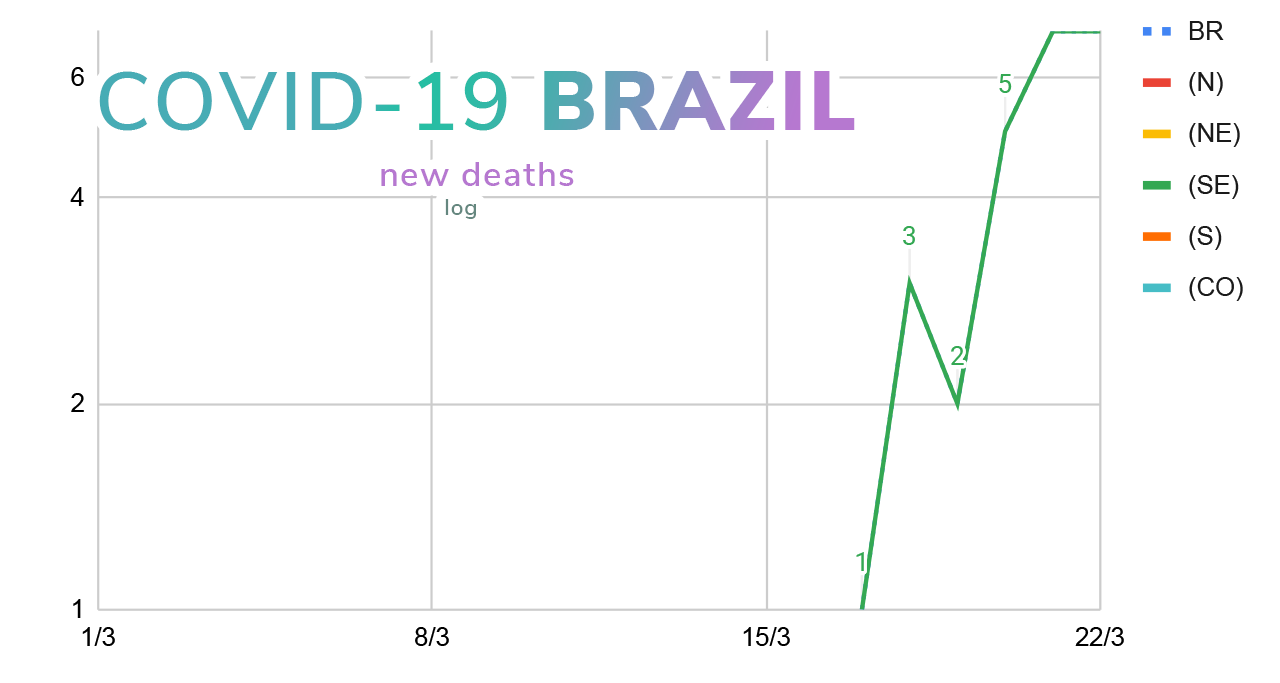 COVID-19 BRAZIL
new deaths
log
6
4
2
1
1/3 8/3 15/3 22/3
1
3
2
5
BR
(N)
(NE)
(SE)
(S)
(CO)